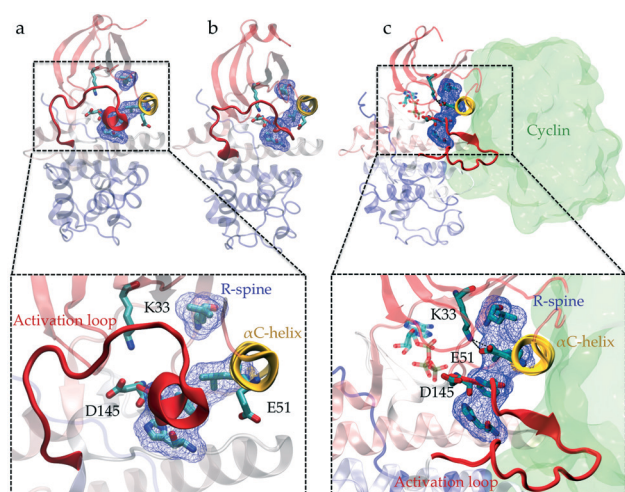 a
b
c
Cyclin
K33
R-spine
Activation loop
αC-helix
D145
E51
K33
R-spine
E51
αC-helix
D145
Activation loop